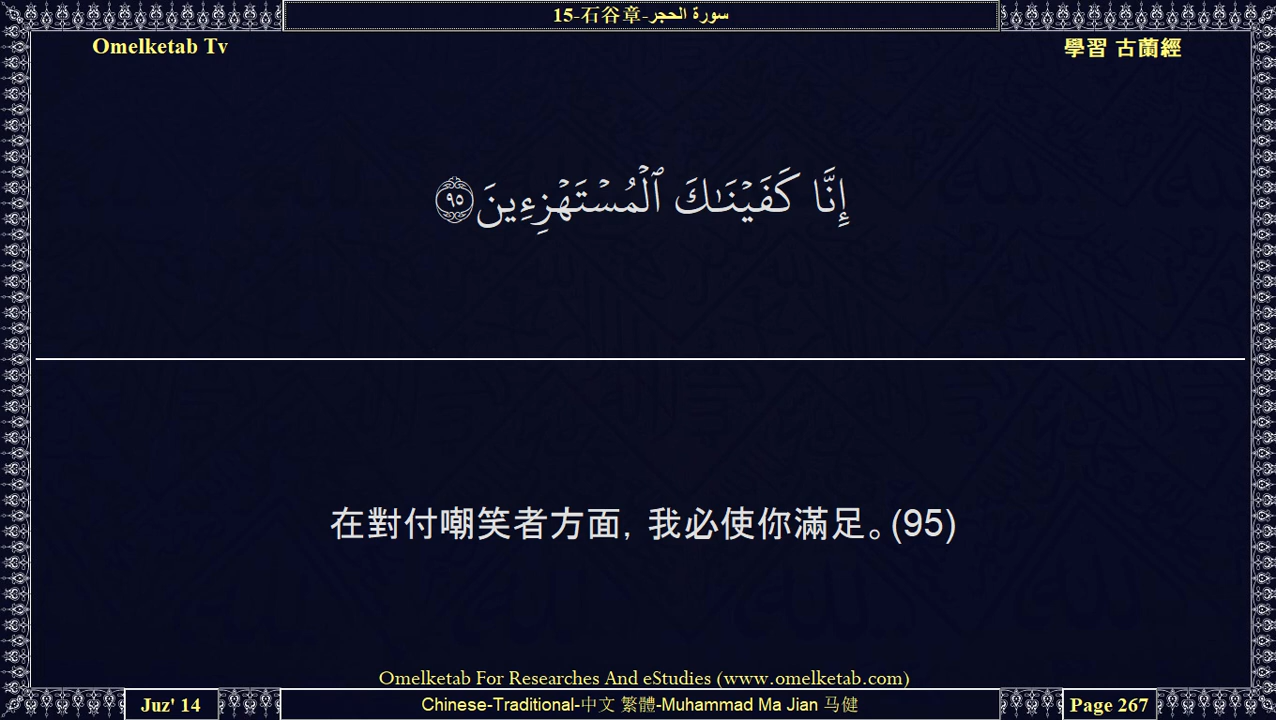 15-石谷章-سورة الحجر
Omelketab Tv
學習 古蘭經
إِنَّا كَفَيْنَٰكَ ٱلْمُسْتَهْزِءِينَ ٩٥
在對付嘲笑者方面，我必使你滿足。(95)
Omelketab For Researches And eStudies (www.omelketab.com)
Juz' 14
Chinese-Traditional-中文 繁體-Muhammad Ma Jian 马健
Page 267